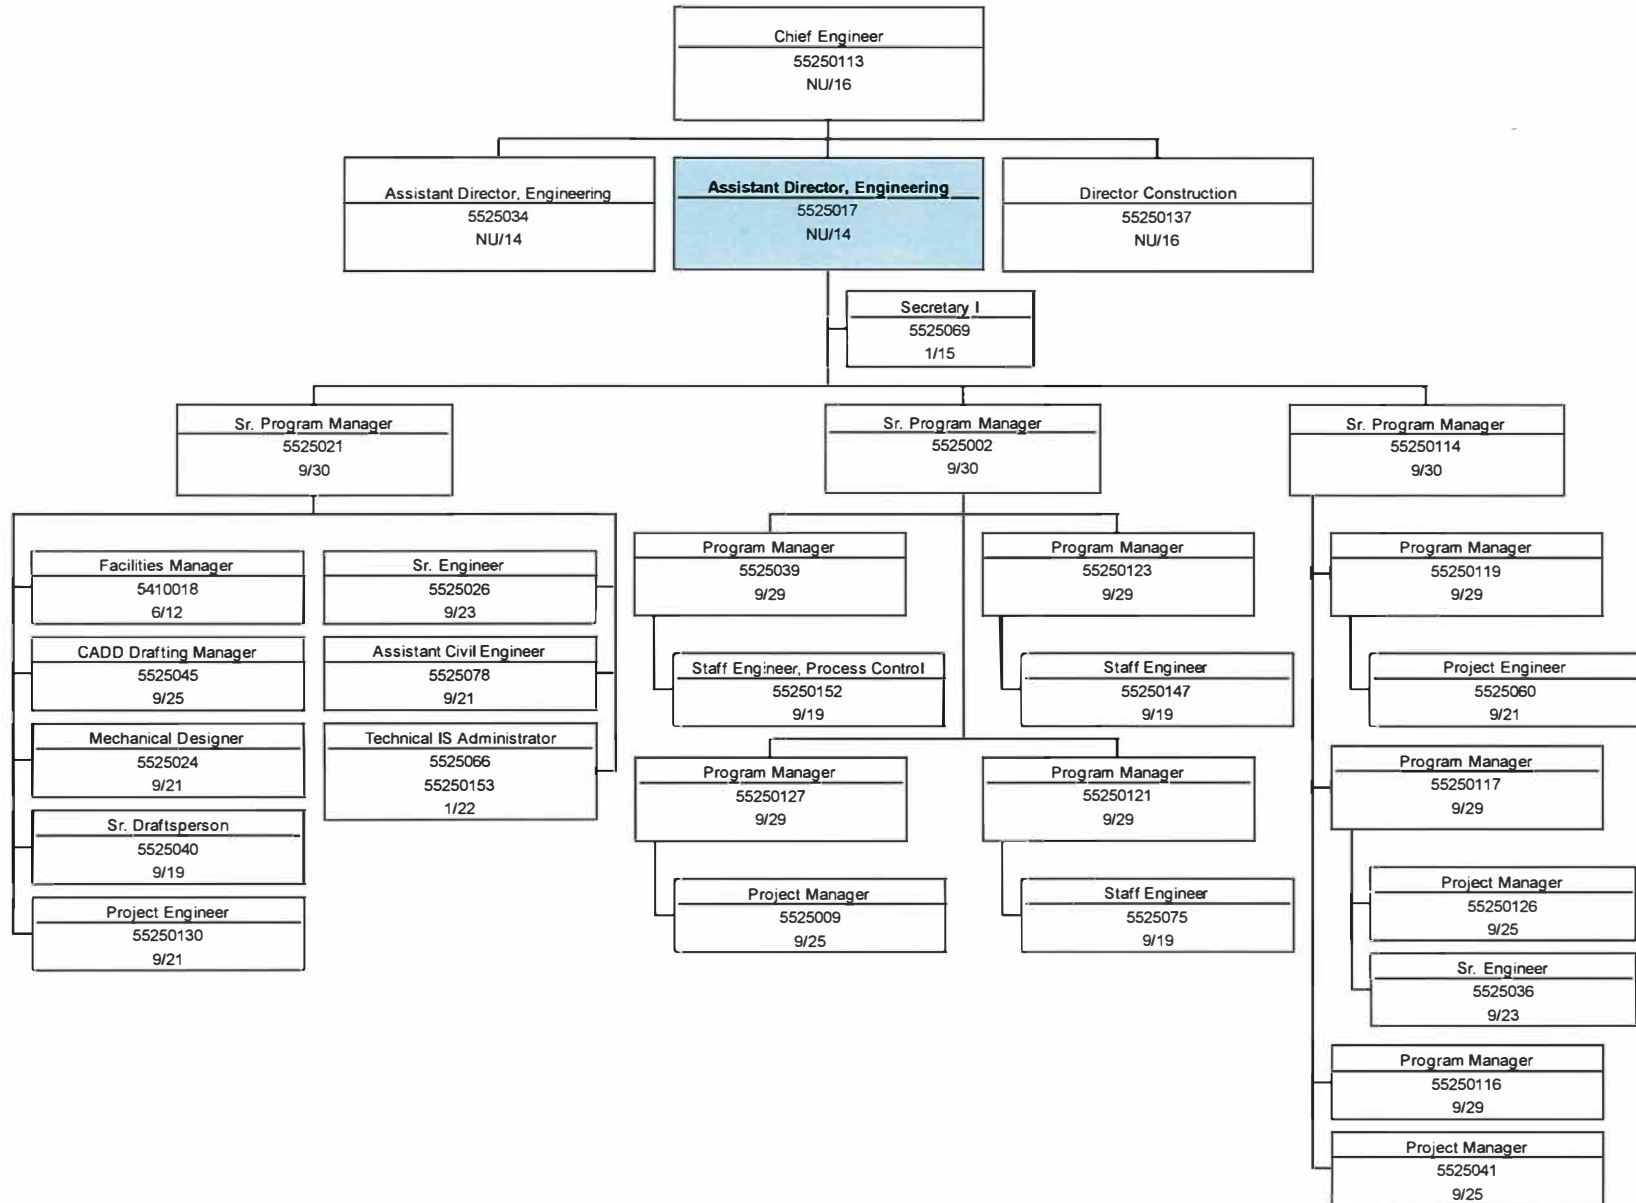 Chief Engineer
55250113
NU/16
Assistant Director, Engineering
5525034
NU/14
Assistant Director, Engineering
5525017
NU/14
Director Construction
55250137
NU/16
Secretary I
5525069
1/15
Sr. Program Manager
5525021
9/30
Sr. Program Manager
5525002
9/30
Sr. Program Manager
55250114
9/30
Facilities Manager
5410018
6/12
CADD Drafting Manager
5525045
9/25
Mechanical Designer
5525024
9/21
Sr. Draftsperson
5525040
9/19
Project Engineer
55250130
9/21
Sr. Engineer
5525026
9/23
Assistant Civil Engineer
5525078
9/21
Technical IS Administrator
5525066
55250153
1/22
Program Manager
5525039
9/29
Staff Engineer, Process Control
55250152
9/19
Program Manager
55250123
9/29
Staff Engineer
55250147
9/19
Program Manager
55250127
9/29
Project Manager
5525009
9/25
Program Manager
55250121
9/29
Staff Engineer
5525075
9/19
Program Manager
55250119
9/29
Project Engineer
5525060
9/21
Program Manager
55250117
9/29
Project Manager
55250126
9/25
Sr. Engineer
5525036
9/23
Program Manager
55250116
9/29
Project Manager
5525041
9/25